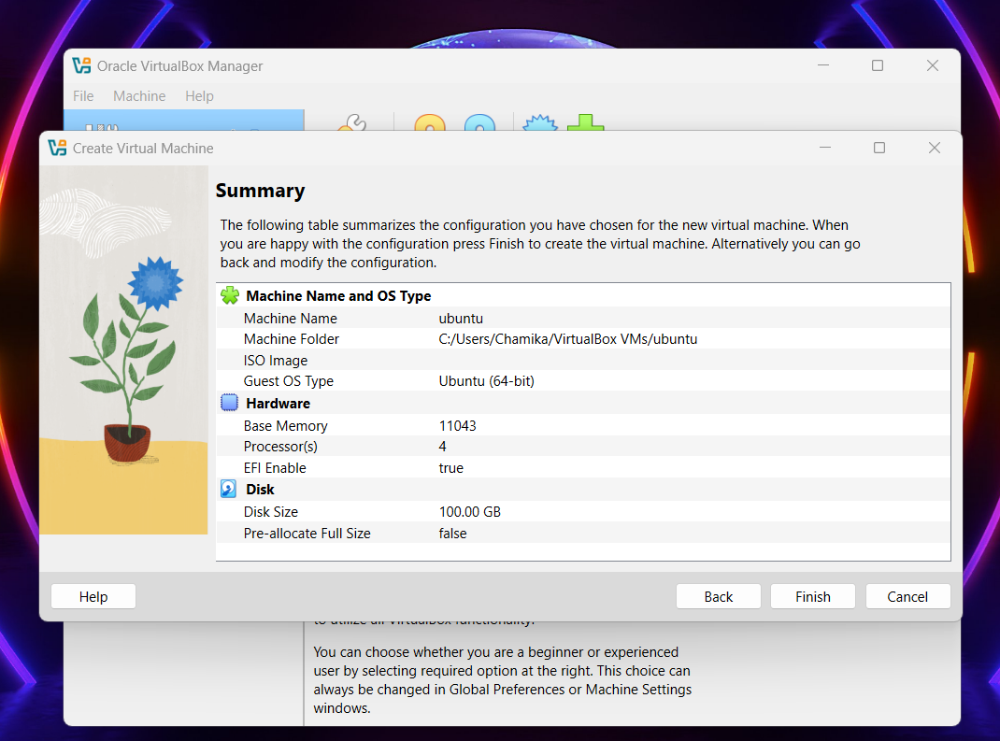 Oracle VirtualBox Manager
File Machine Help
Create Virtual Machine
Summary
The following table summarizes the configuration you have chosen for the new virtual machine. When
you are happy with the configuration press Finish to create the virtual machine. Alternatively you can go
back and modify the configuration.
Machine Name and OS Type
Machine Name ubuntu
Machine Folder C:/Users/Chamika/VirtualBox VMs/ubuntu
ISO Image
Guest OS Type Ubuntu (64-bit)
Hardware
Base Memory 11043
Processor(s) 4
EFI Enable true
Disk
Disk Size 100.00 GB
Pre-allocate Full Size false
Help Back Finish Cancel
to utilize all VirtualBox functionality.
You can choose whether you are a beginner or experienced
user by selecting required option at the right. This choice can
always be changed in Global Preferences or Machine Settings
windows.